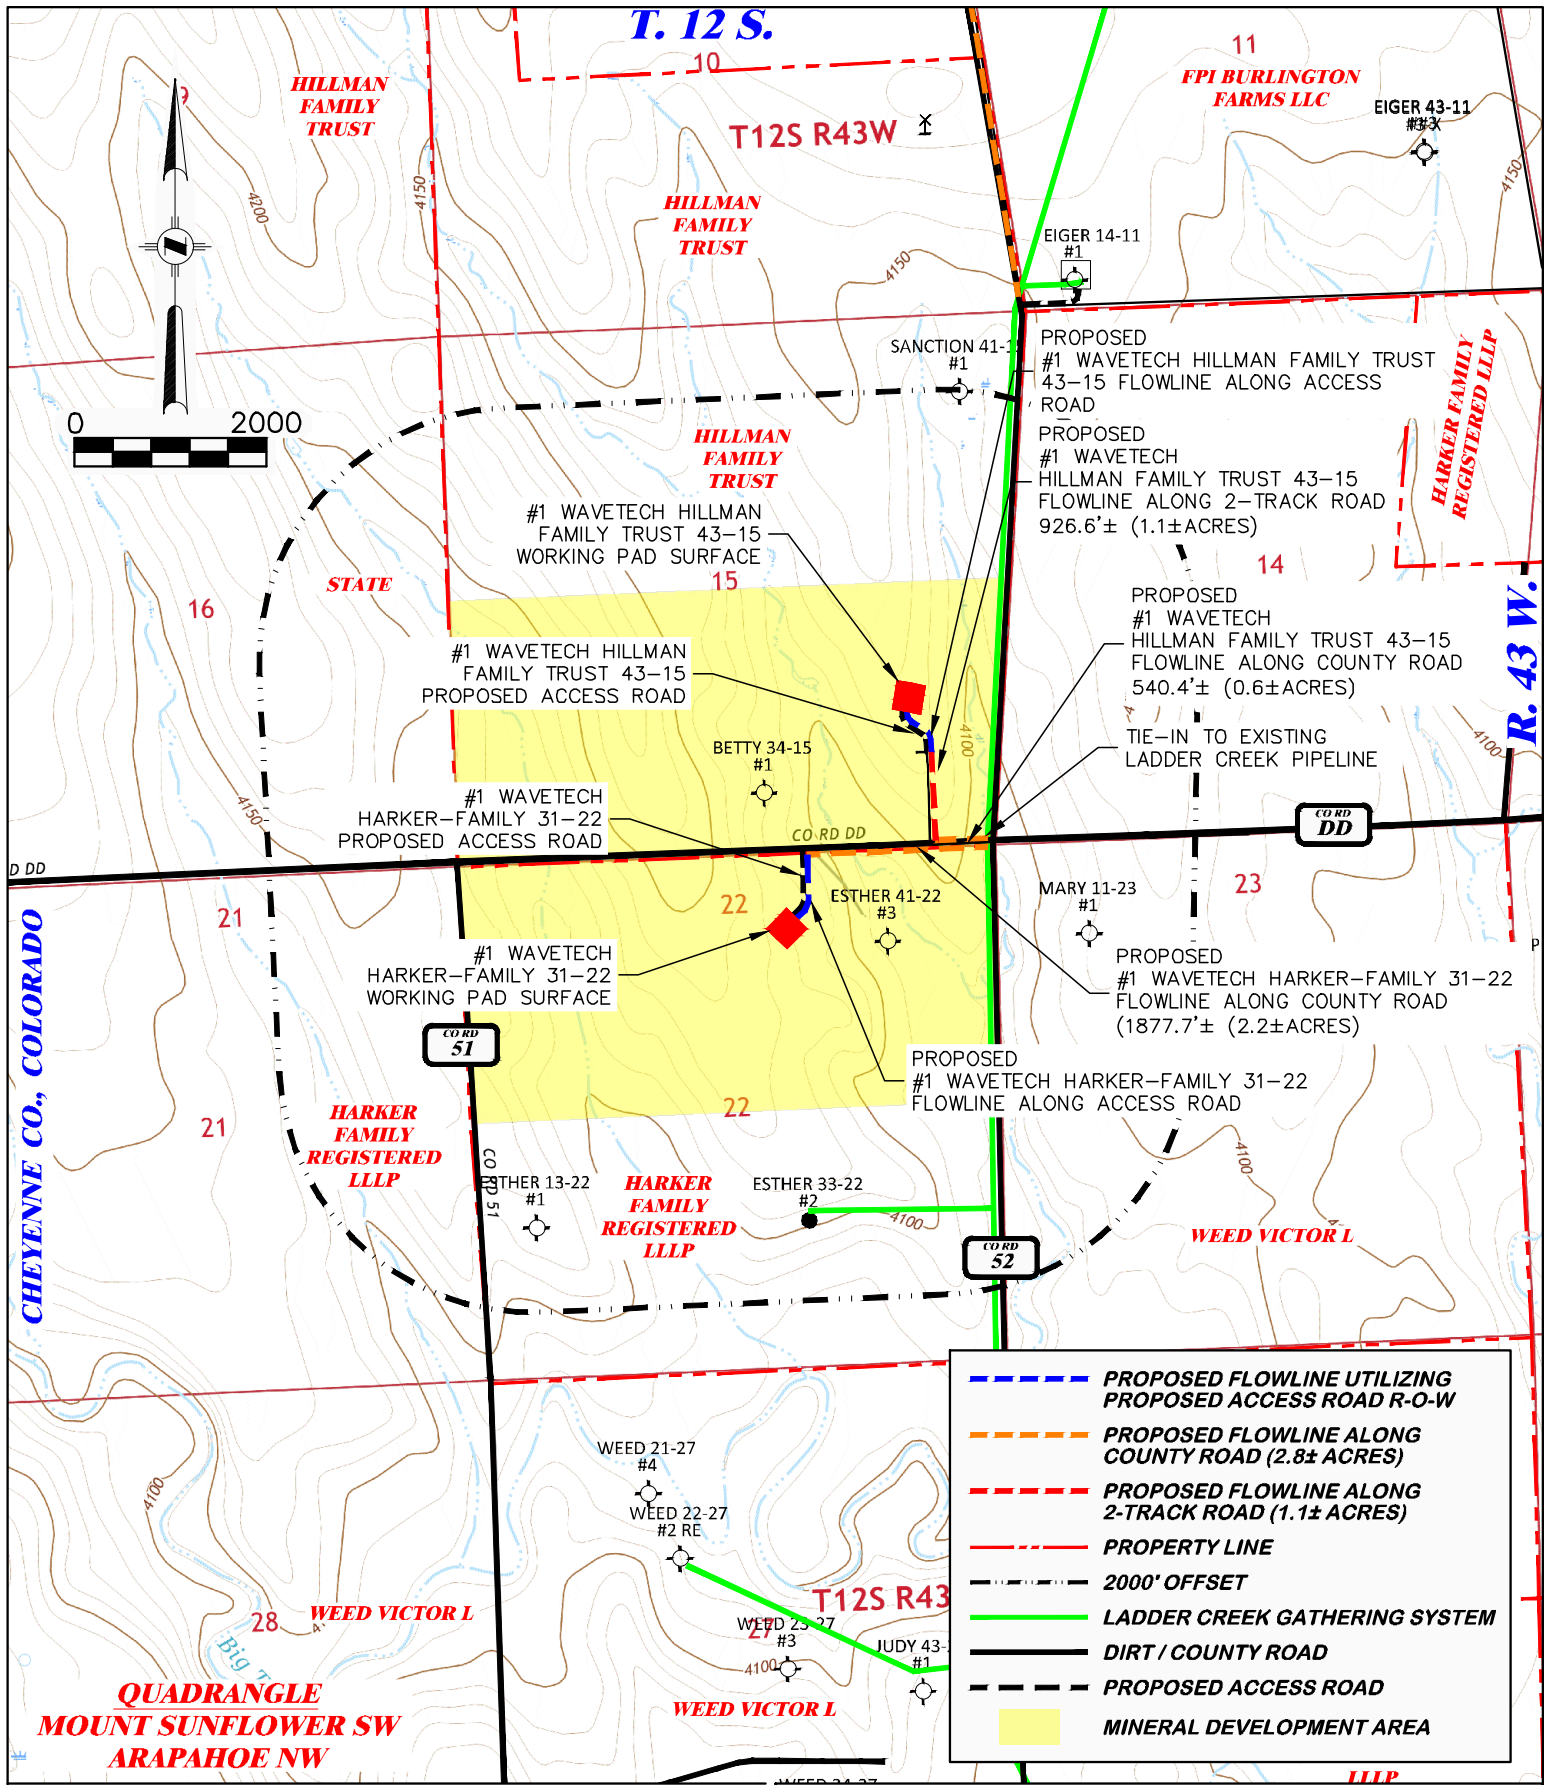 T. 12 S.
10
11
9
HILLMAN
FAMILY
TRUST
FPI BURLINGTON
FARMS LLC
EIGER 43-11
T12S R43W
4200
4150
4150
HILLMAN
FAMILY
TRUST
EIGER 14-11
#1
4150
0 2000
SANCTION 41-
#1
PROPOSED
#1 WAVETECH HILLMAN FAMILY TRUST
43-15 FLOWLINE ALONG ACCESS
ROAD
HARKER FAMILY
REGISTERED LLLP
HILLMAN
FAMILY
TRUST
PROPOSED
#1 WAVETECH
HILLMAN FAMILY TRUST 43-15
FLOWLINE ALONG 2-TRACK ROAD
926.6'± (1.1±ACRES)
#1 WAVETECH HILLMAN
FAMILY TRUST 43-15
WORKING PAD SURFACE
STATE
15
14
16
PROPOSED
#1 WAVETECH
HILLMAN FAMILY TRUST 43-15
FLOWLINE ALONG COUNTY ROAD
540.4'± (0.6±ACRES)
R. 43 W.
#1 WAVETECH HILLMAN
FAMILY TRUST 43-15
PROPOSED ACCESS ROAD
4100
4100
TIE-IN TO EXISTING
LADDER CREEK PIPELINE
BETTY 34-15
#1
4150
#1 WAVETECH
HARKER-FAMILY 31-22
PROPOSED ACCESS ROAD
CO RD DD
CO RD
DD
D DD
21
22
ESTHER 41-22
#3
MARY 11-23
#1
23
CHEYENNE CO., COLORADO
#1 WAVETECH
HARKER-FAMILY 31-22
WORKING PAD SURFACE
PROPOSED
#1 WAVETECH HARKER-FAMILY 31-22
FLOWLINE ALONG COUNTY ROAD
(1877.7'± (2.2±ACRES)
P
CO RD
51
PROPOSED
#1 WAVETECH HARKER-FAMILY 31-22
FLOWLINE ALONG ACCESS ROAD
21
22
HARKER
FAMILY
REGISTERED
LLLP
CO RD 51
ESTHER 13-22
#1
HARKER
FAMILY
REGISTERED
LLLP
ESTHER 33-22
#2
4100
4100
WEED VICTOR L
CO RD
52
PROPOSED FLOWLINE UTILIZING
PROPOSED ACCESS ROAD R-O-W
PROPOSED FLOWLINE ALONG
COUNTY ROAD (2.8± ACRES)
PROPOSED FLOWLINE ALONG
2-TRACK ROAD (1.1± ACRES)
PROPERTY LINE
2000' OFFSET
LADDER CREEK GATHERING SYSTEM
DIRT / COUNTY ROAD
PROPOSED ACCESS ROAD
MINERAL DEVELOPMENT AREA
WEED 21-27
#4
4100
WEED 22-27
#2 RE
T12S R43
28
WEED VICTOR L
Big
WEED 23-27
#3
27
JUDY 43-
#1
4100
WEED VICTOR L
QUADRANGLE
MOUNT SUNFLOWER SW
ARAPAHOE NW
WEED 34-27
LLLP